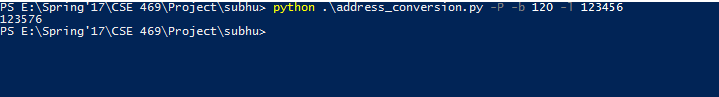 PS E:\Spring'17\CSE 469\Project\subhu> python .\address_conversion.py -P -b 120 -l 123456
123576
PS E:\Spring'17\CSE 469\Project\subhu>